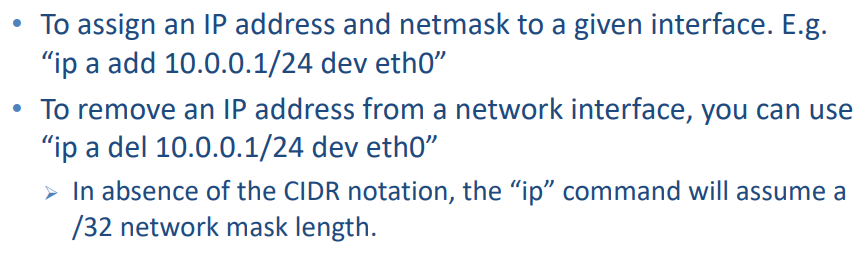 • To assign an IP address and netmask to a given interface. E.g.
“ip a add 10.0.0.1/24 dev eth0”
• To remove an IP address from a network interface, you can use
“ip a del 10.0.0.1/24 dev eth0”
➢ In absence of the CIDR notation, the “ip” command will assume a
/32 network mask length.